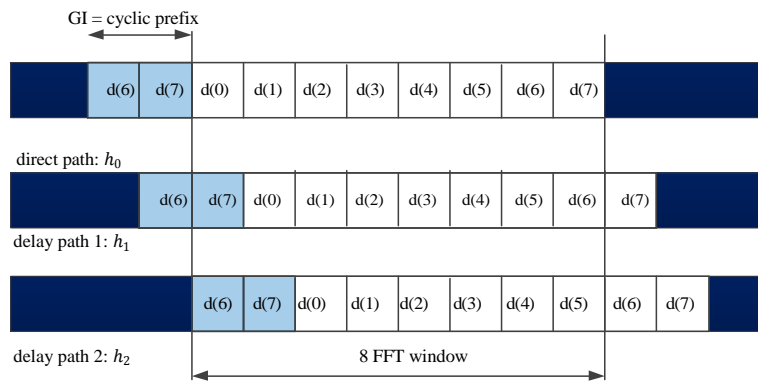 GI = cyclic prefix
d(6) d(7) d(0) d(1) d(2) d(3) d(4) d(5) d(6) d(7)
direct path: h₀
d(6) d(7) d(0) d(1) d(2) d(3) d(4) d(5) d(6) d(7)
delay path 1: h₁
d(6) d(7) d(0) d(1) d(2) d(3) d(4) d(5) d(6) d(7)
delay path 2: h₂
8 FFT window